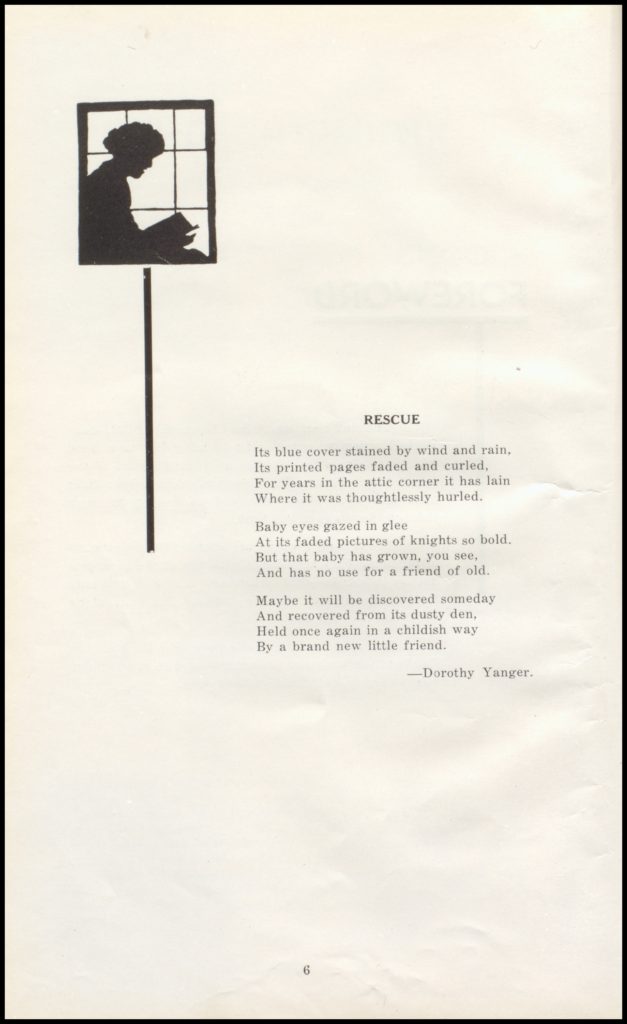 RESCUE
Its blue cover stained by wind and rain,
Its printed pages faded and curled,
For years in the attic corner it has lain
Where it was thoughtlessly hurled.
Baby eyes gazed in glee
At its faded pictures of knights so bold.
But that baby has grown, you see,
And has no use for a friend of old.
Maybe it will be discovered someday
And recovered from its dusty den,
Held once again in a childish way
By a brand new little friend.
—Dorothy Yanger.
6